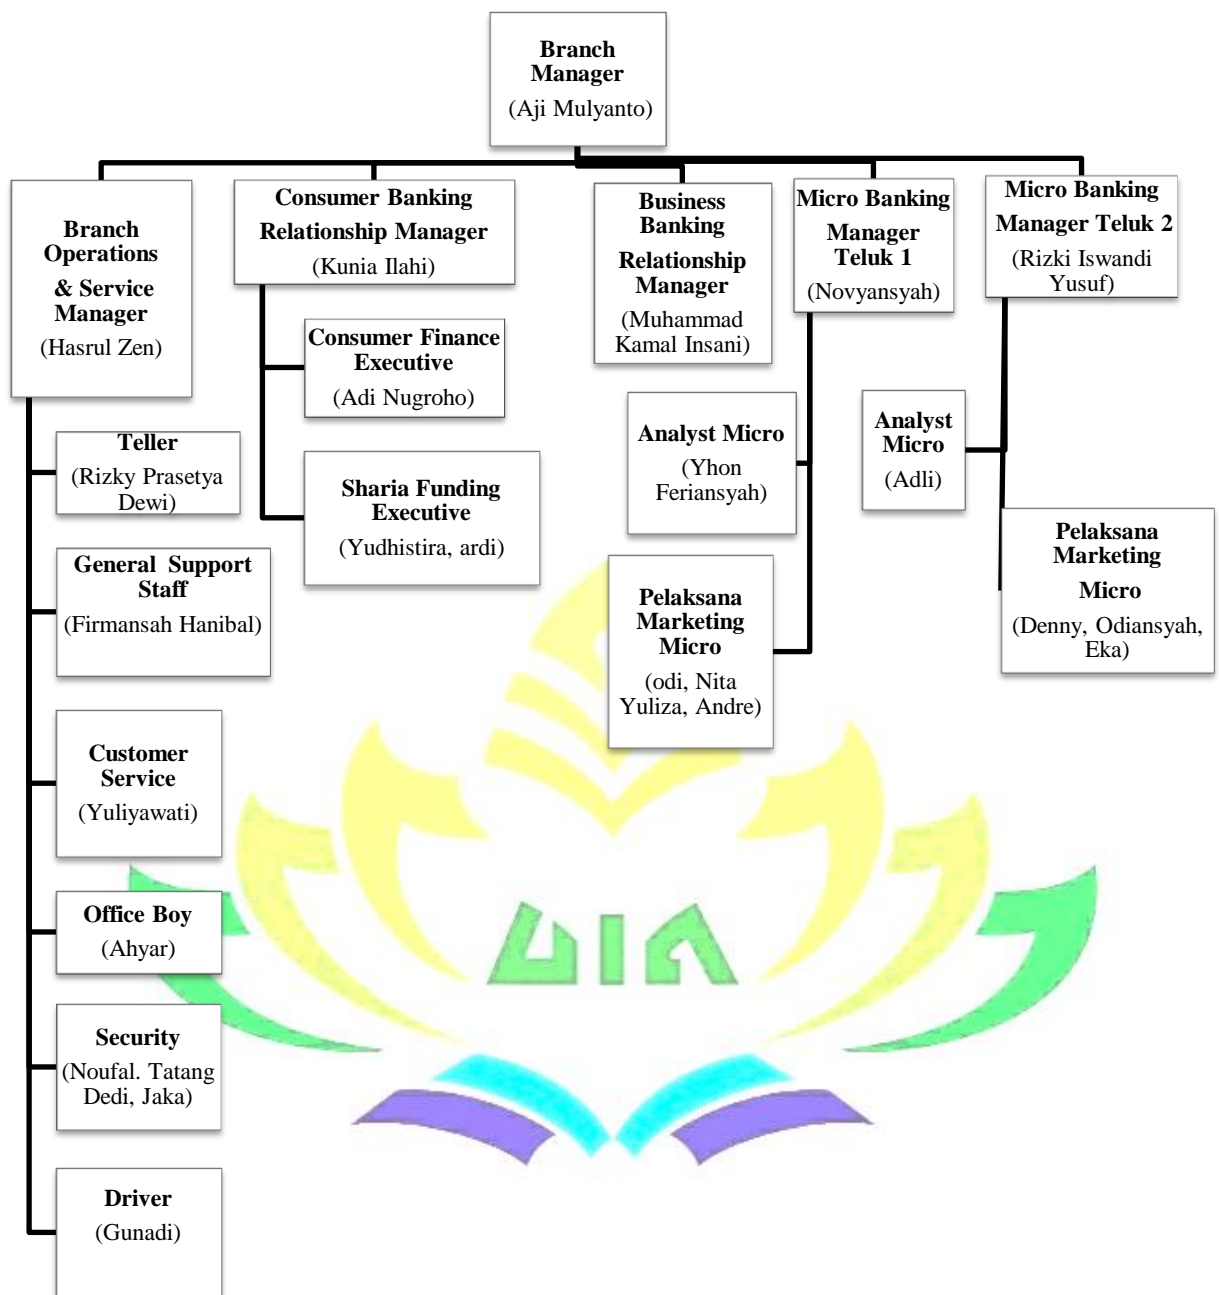 Branch
Manager
(Aji Mulyanto)
Branch
Operations
& Service
Manager
(Hasrul Zen)
Consumer Banking
Relationship Manager
(Kunia Ilahi)
Business
Banking
Relationship
Manager
(Muhammad
Kamal Insani)
Micro Banking
Manager
Teluk 1
(Novyansyah)
Micro Banking
Manager Teluk 2
(Rizki Iswandi
Yusuf)
Teller
(Rizky Prasetya
Dewi)
General Support
Staff
(Firmansah Hanibal)
Customer
Service
(Yuliyawati)
Office Boy
(Ahyar)
Security
(Noufal. Tatang
Dedi, Jaka)
Driver
(Gunadi)
Consumer Finance
Executive
(Adi Nugroho)
Sharia Funding
Executive
(Yudhistira, ardi)
Analyst Micro
(Yhon
Feriansyah)
Pelaksana
Marketing
Micro
(odi, Nita
Yuliza, Andre)
Analyst
Micro
(Adli)
Pelaksana
Marketing
Micro
(Denny, Odiansyah,
Eka)
UIN